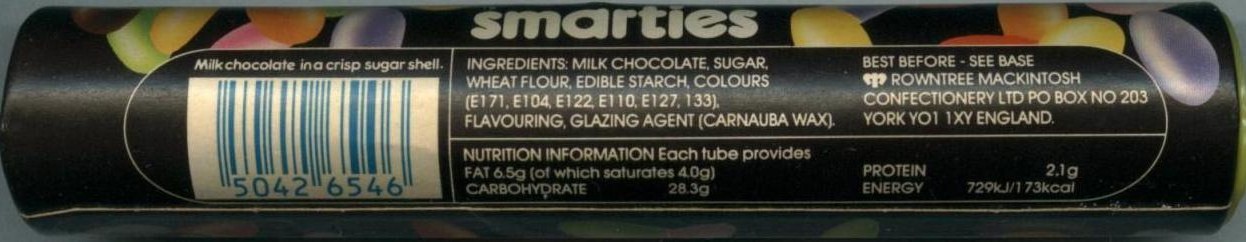 smarties
Milk chocolate in a crisp sugar shell.
5042 6546
INGREDIENTS: MILK CHOCOLATE, SUGAR,
WHEAT FLOUR, EDIBLE STARCH, COLOURS
(E171, E104, E122, E110, E127, 133),
FLAVOURING, GLAZING AGENT (CARNAUBA WAX).
BEST BEFORE - SEE BASE
ROWNTREE MACKINTOSH
CONFECTIONERY LTD PO BOX NO 203
YORK YO1 1XY ENGLAND.
NUTRITION INFORMATION Each tube provides
FAT 6.5g (of which saturates 4.0g)
CARBOHYDRATE 28.3g
PROTEIN 2.1g
ENERGY 729kJ/173kcal